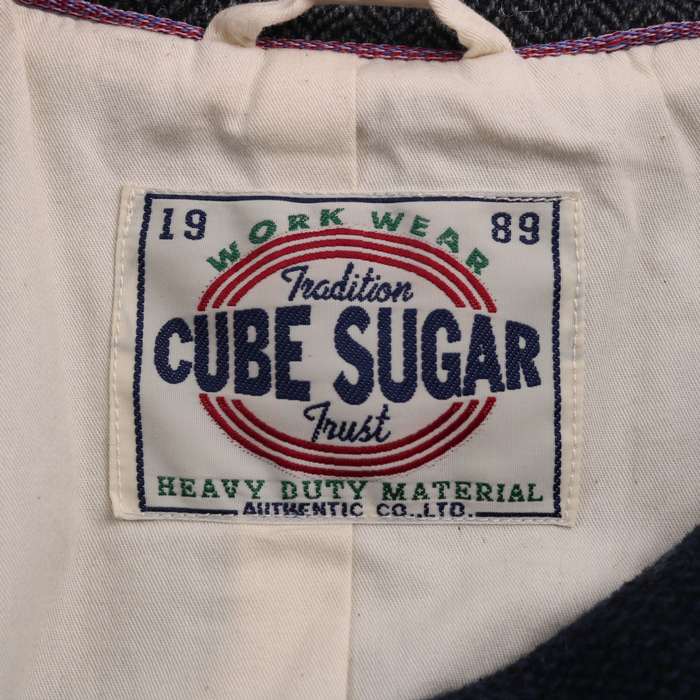 19 89
WORK WEAR
Tradition
CUBE SUGAR
Trust
HEAVY DUTY MATERIAL
AUTHENTIC CO.,LTD.